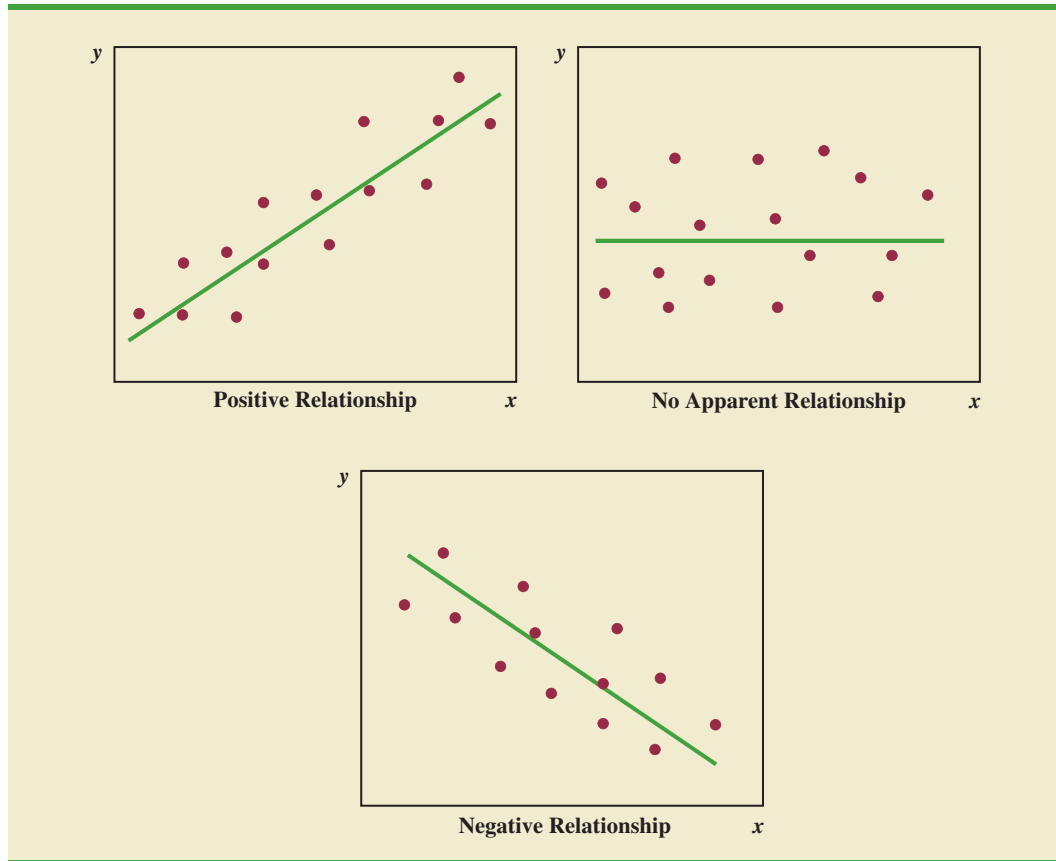 y
y
Positive Relationship x
No Apparent Relationship x
y
Negative Relationship x